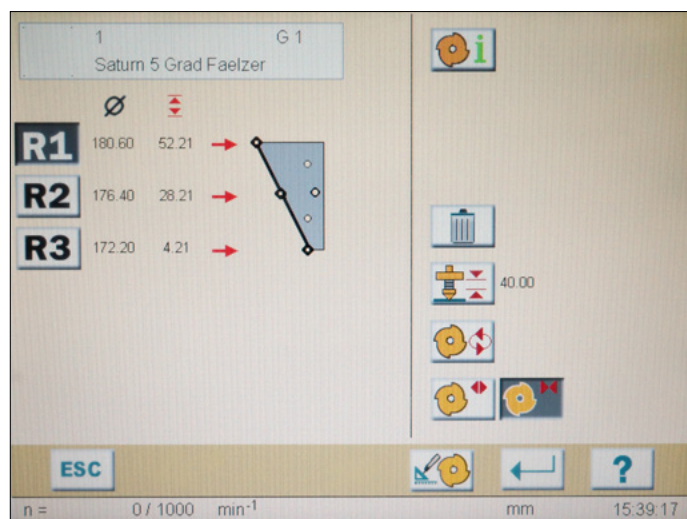 1 G 1
Saturn 5 Grad Faelzer
Ø
R1 180.60 52.21
R2 176.40 28.21
R3 172.20 4.21
i
40.00
ESC
?
n = 0 / 1000 min⁻¹ mm 15:39:17